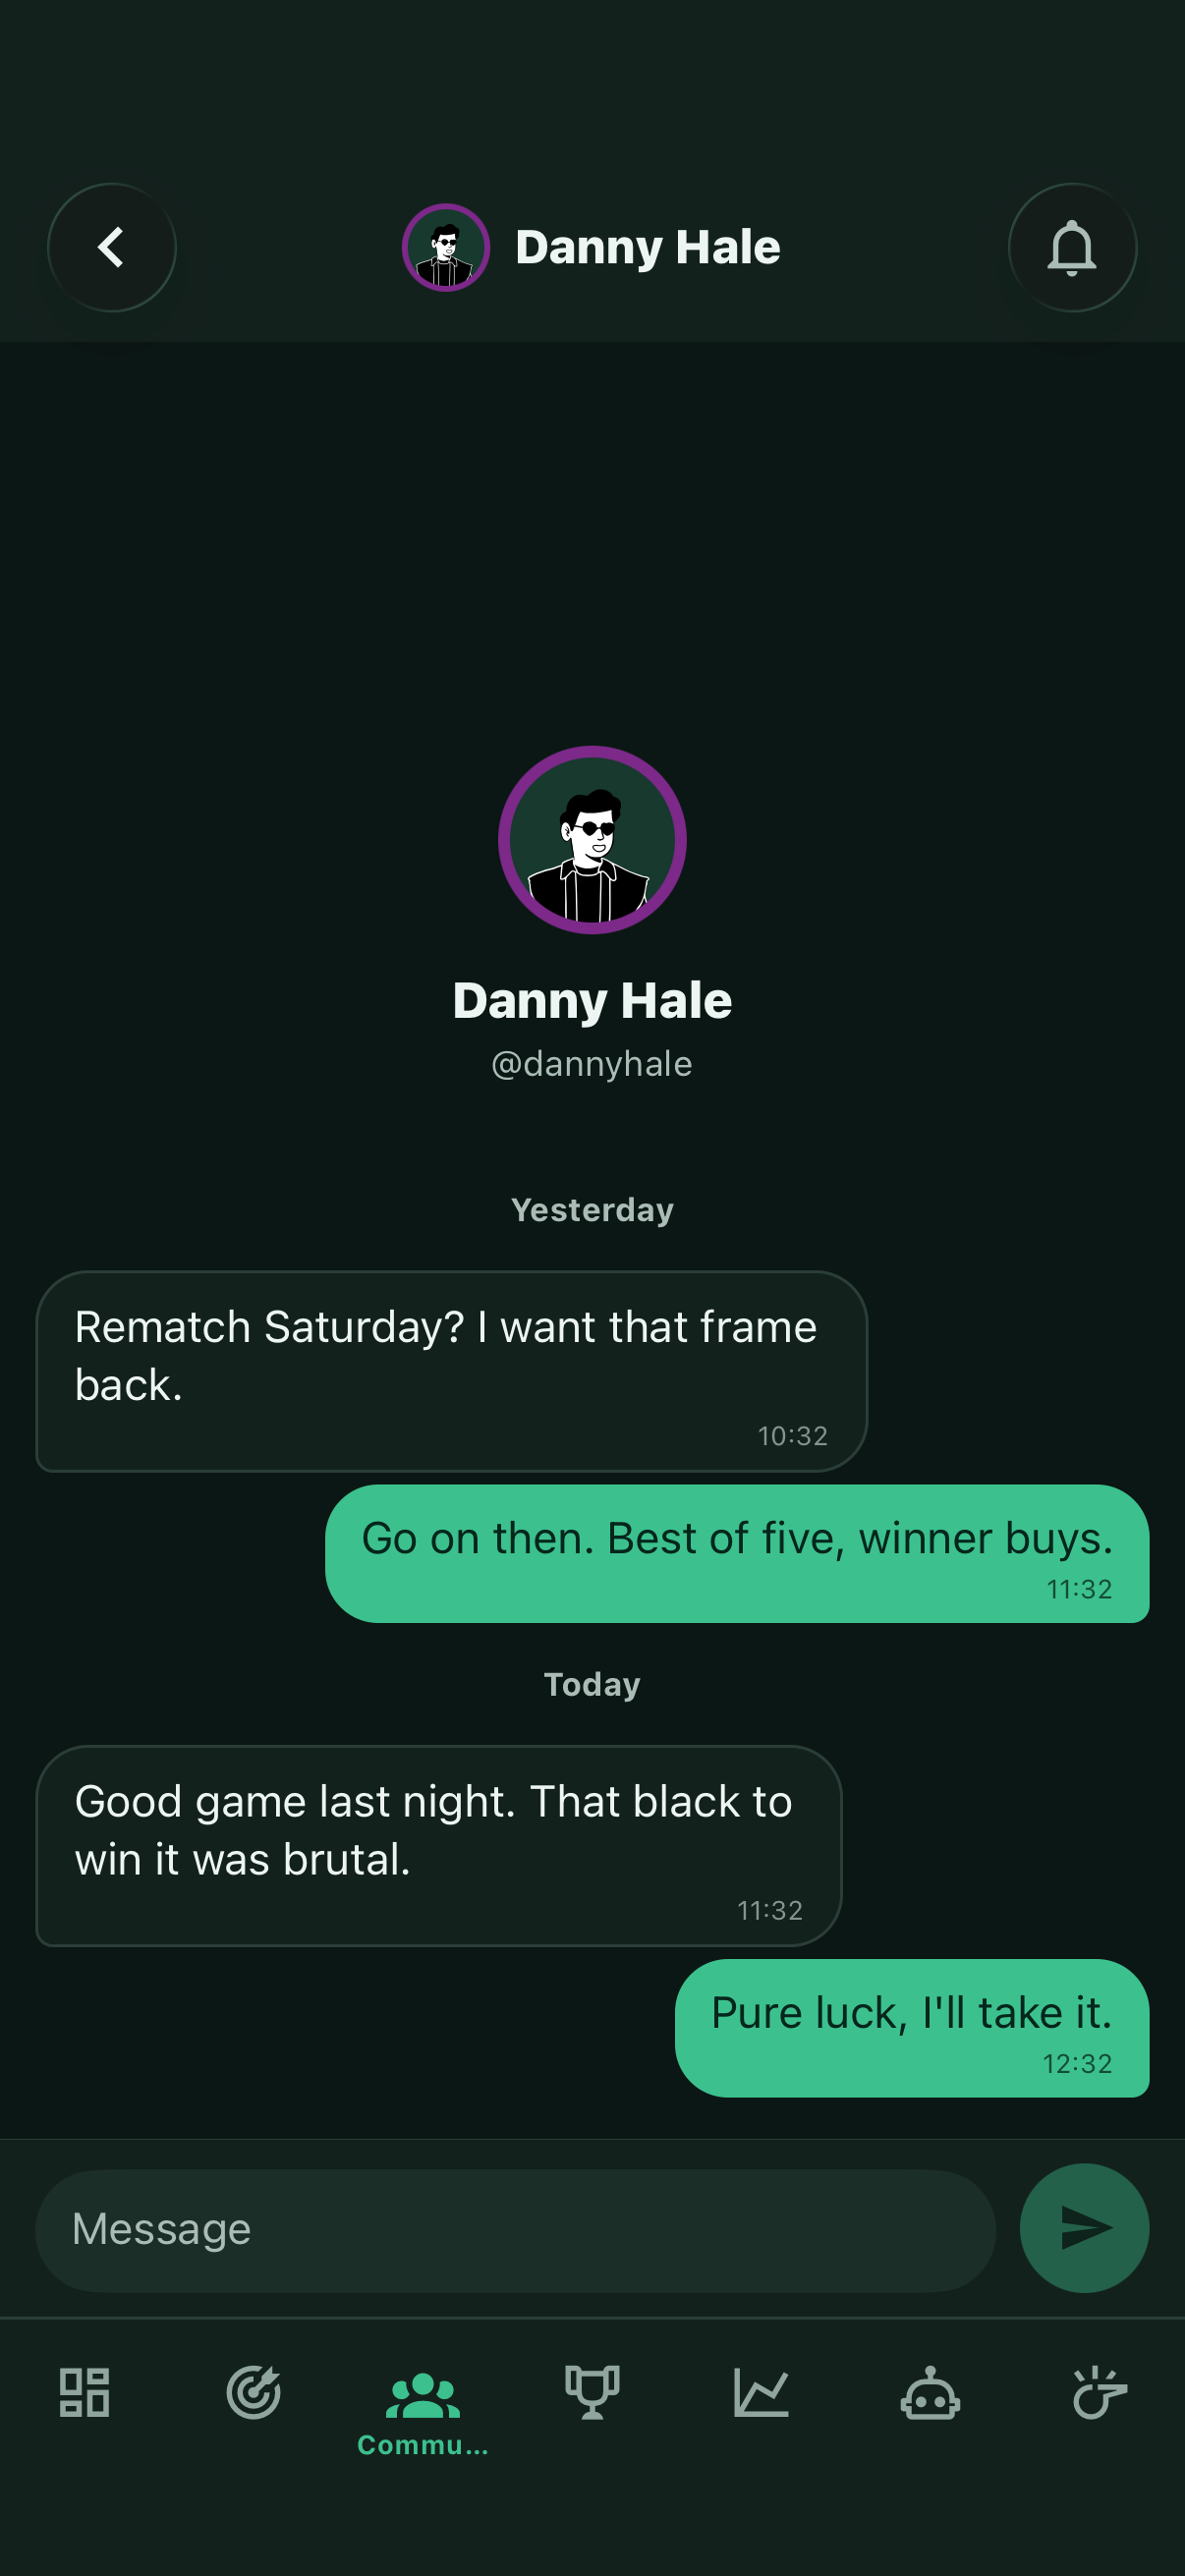 Danny Hale
Danny Hale
@dannyhale
Yesterday
Rematch Saturday? I want that frame
back.
10:32
Go on then. Best of five, winner buys.
11:32
Today
Good game last night. That black to
win it was brutal.
11:32
Pure luck, I'll take it.
12:32
Message
Commu...